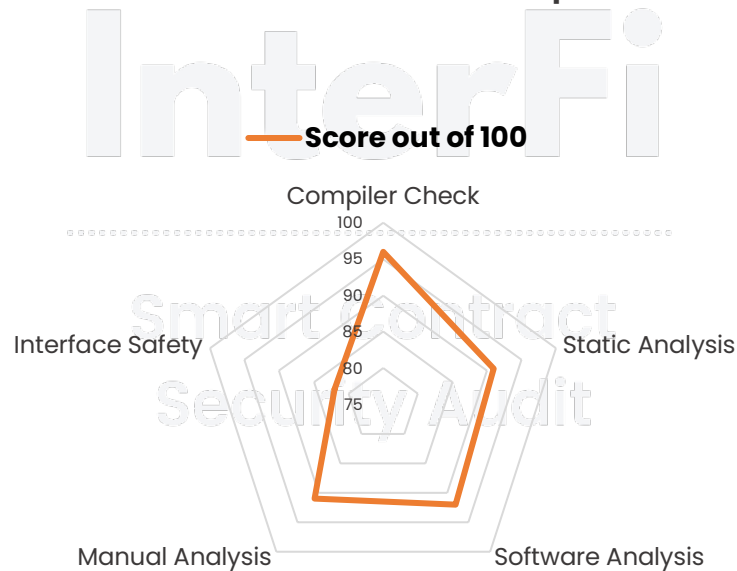 InterFi
Score out of 100
Compiler Check
100
95
90
Smart Contract
85
Interface Safety
Static Analysis
80
Security Audit
75
Manual Analysis
Software Analysis